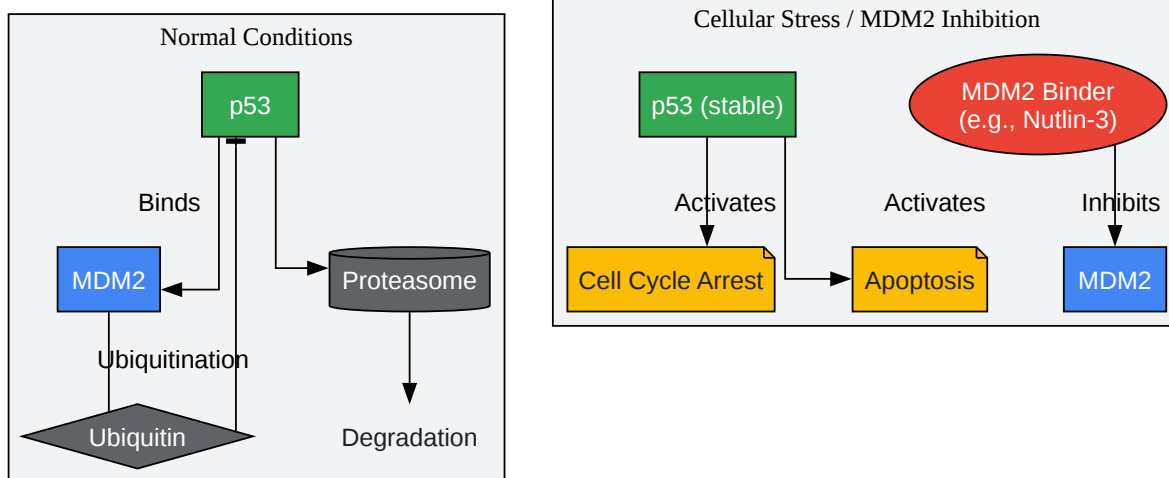 Normal Conditions
p53
Binds
MDM2
Proteasome
Ubiquitination
Ubiquitin
Degradation
Cellular Stress / MDM2 Inhibition
p53 (stable)
MDM2 Binder
(e.g., Nutlin-3)
Activates
Activates
Inhibits
Cell Cycle Arrest
Apoptosis
MDM2